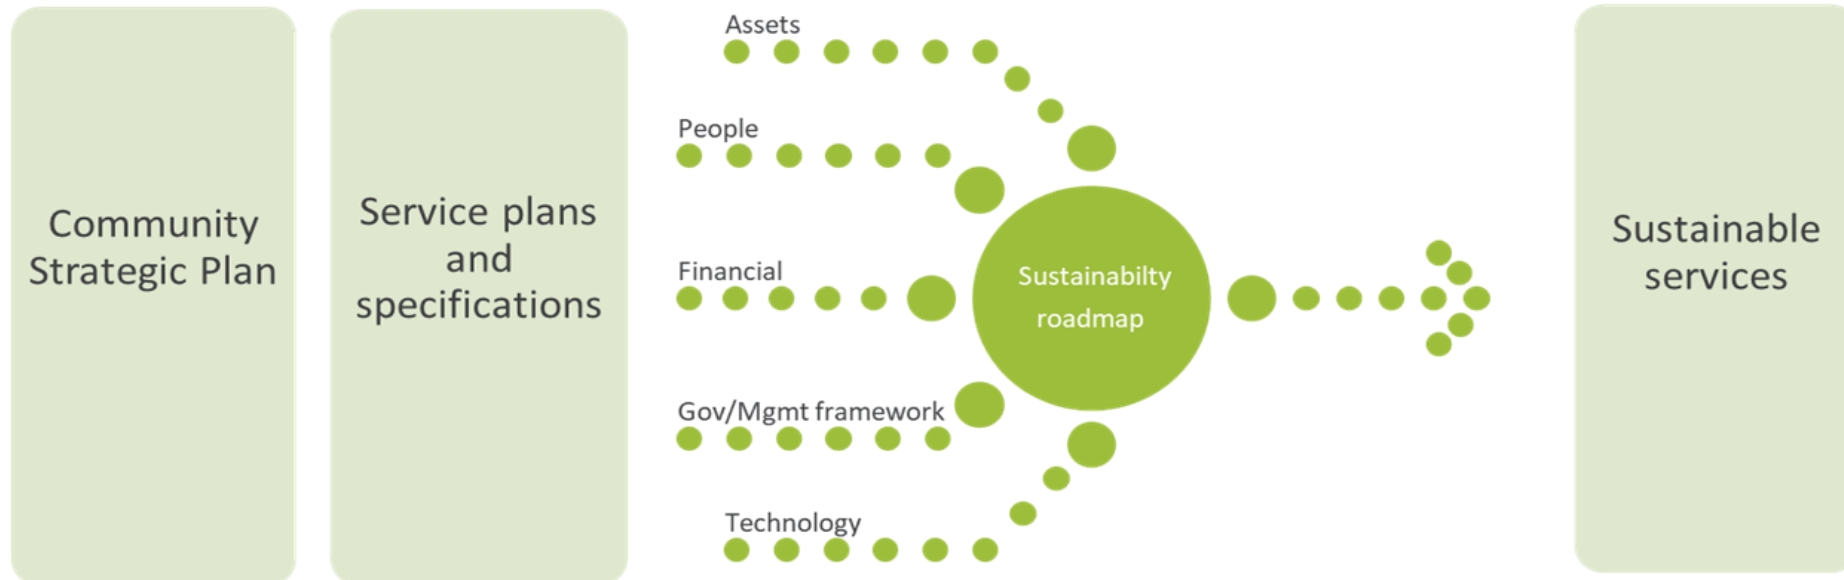 Community
Strategic Plan
Service plans
and
specifications
Assets
People
Financial
Gov/Mgmt framework
Technology
Sustainabilty
roadmap
Sustainable
services